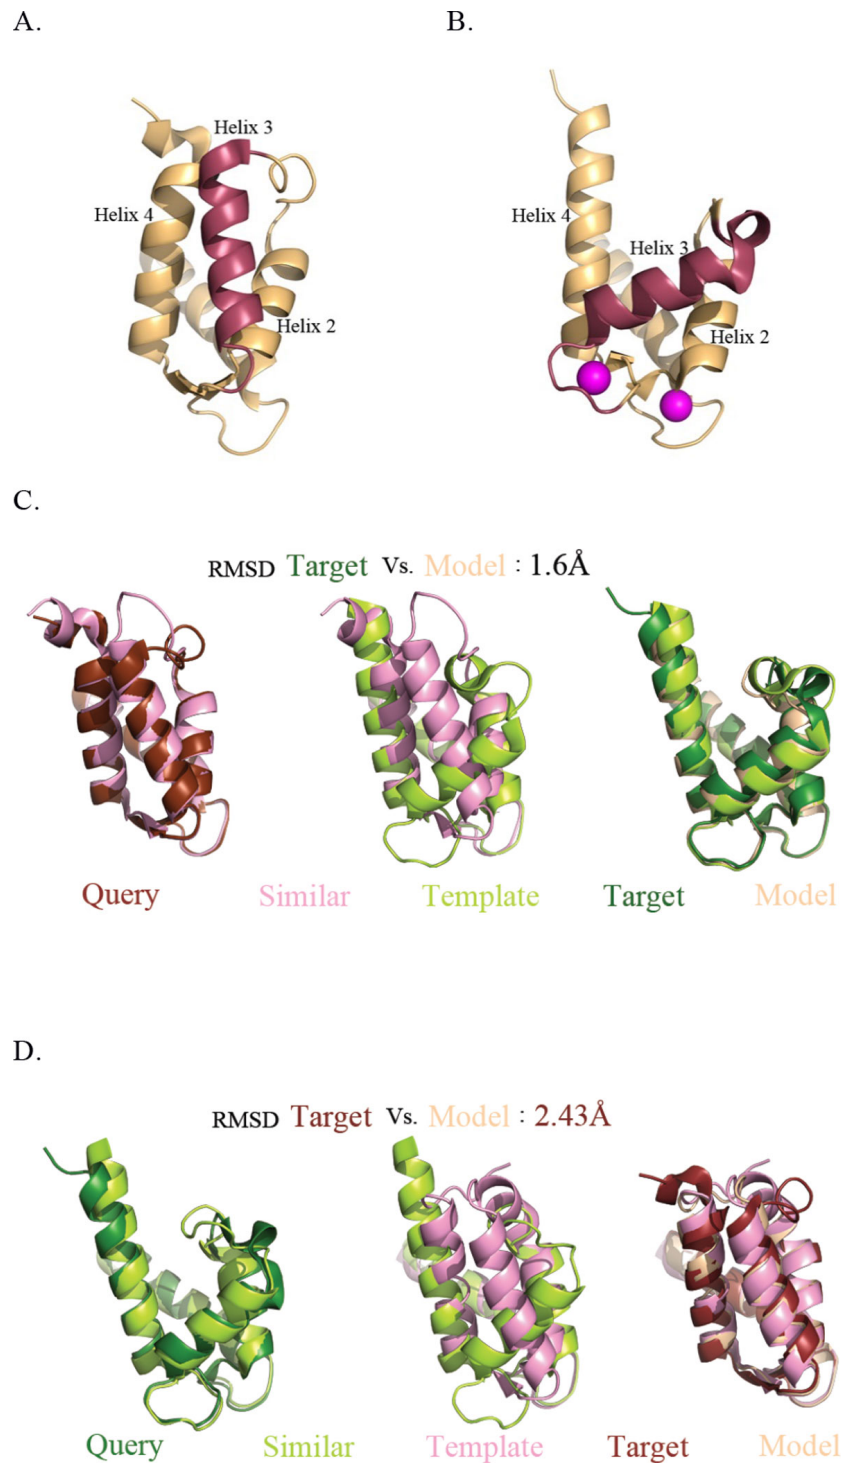 A.
B.
Helix 3
Helix 4
Helix 2
Helix 4
Helix 3
Helix 2
C.
RMSD Target Vs. Model : 1.6Å
Query Similar Template Target Model
D.
RMSD Target Vs. Model : 2.43Å
Query Similar Template Target Model